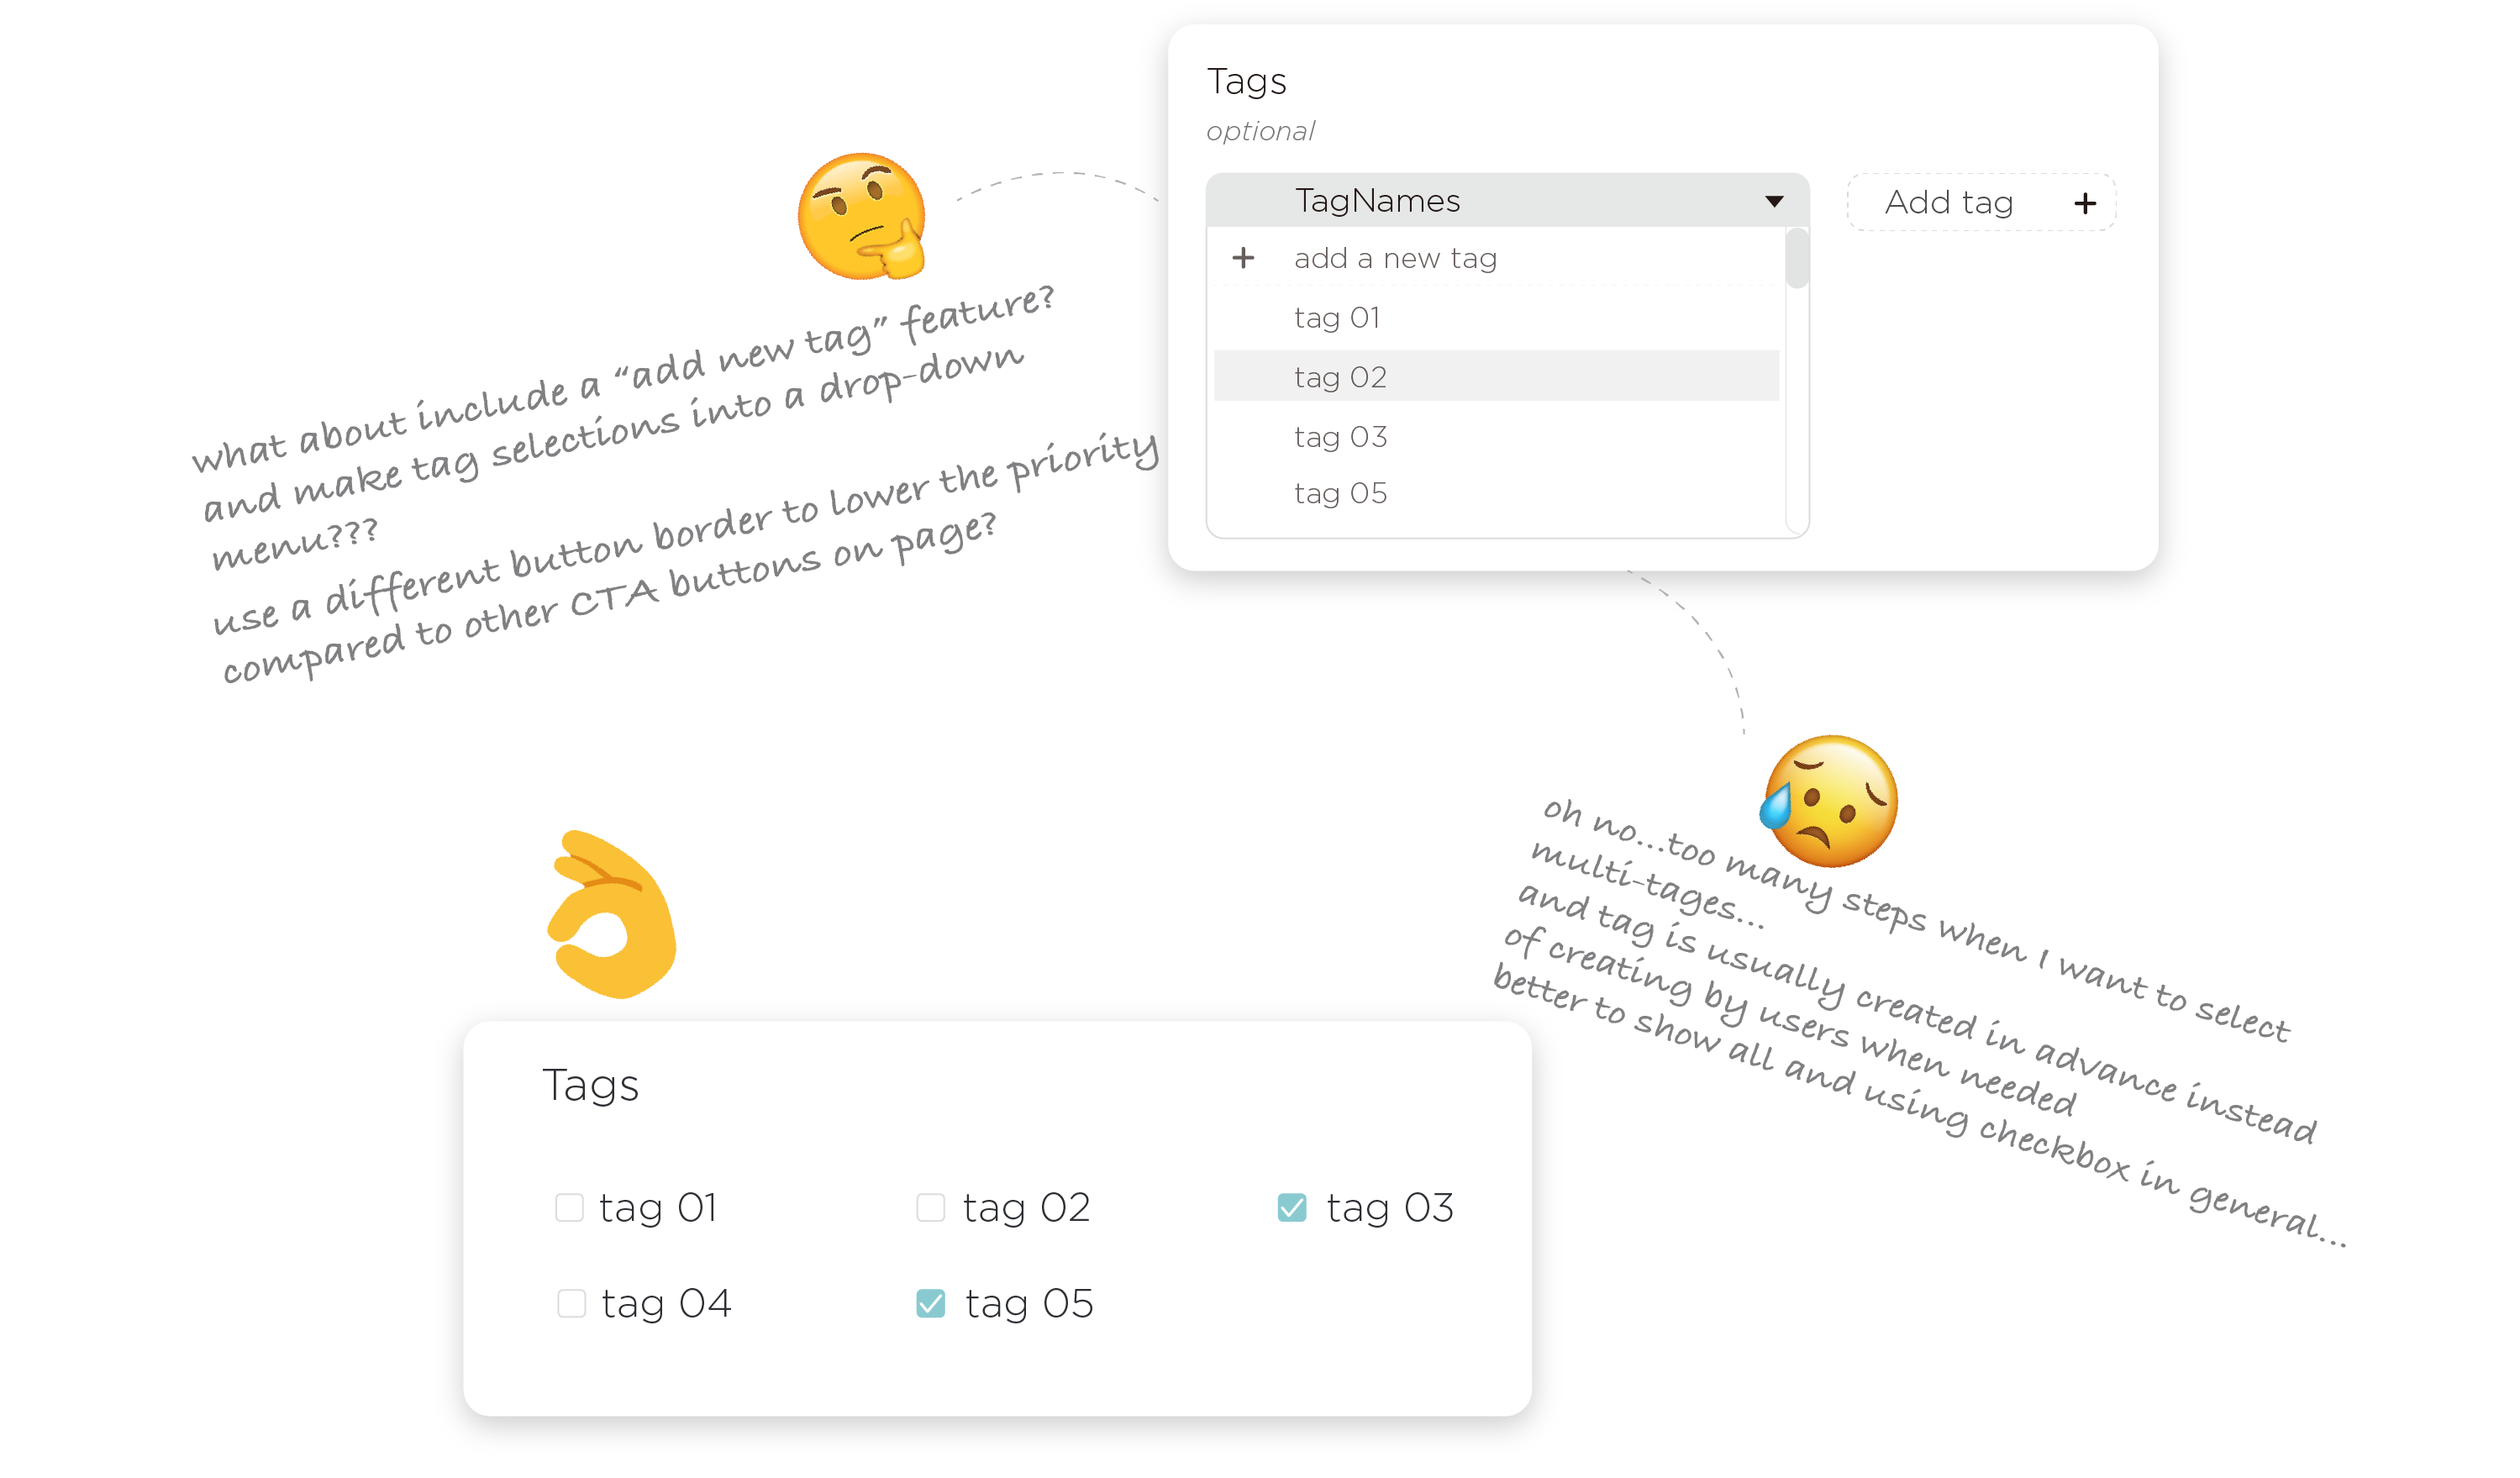 Tags
optional
TagNames
Add tag +
+ add a new tag
tag 01
tag 02
tag 03
tag 05
what about include a “add new tag” feature?
and make tag selections into a drop-down
menu???
use a different button border to lower the priority
compared to other CTA buttons on page?
oh no...too many steps when I want to select
multi-tages...
and tag is usually created in advance instead
of creating by users when needed
better to show all and using checkbox in general...
Tags
tag 01
tag 02
tag 03
tag 04
tag 05